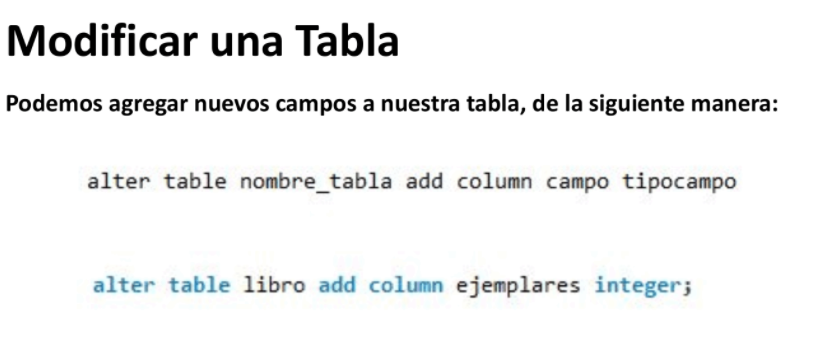 Modificar una Tabla
Podemos agregar nuevos campos a nuestra tabla, de la siguiente manera:
alter table nombre_tabla add column campo tipocampo
alter table libro add column ejemplares integer;